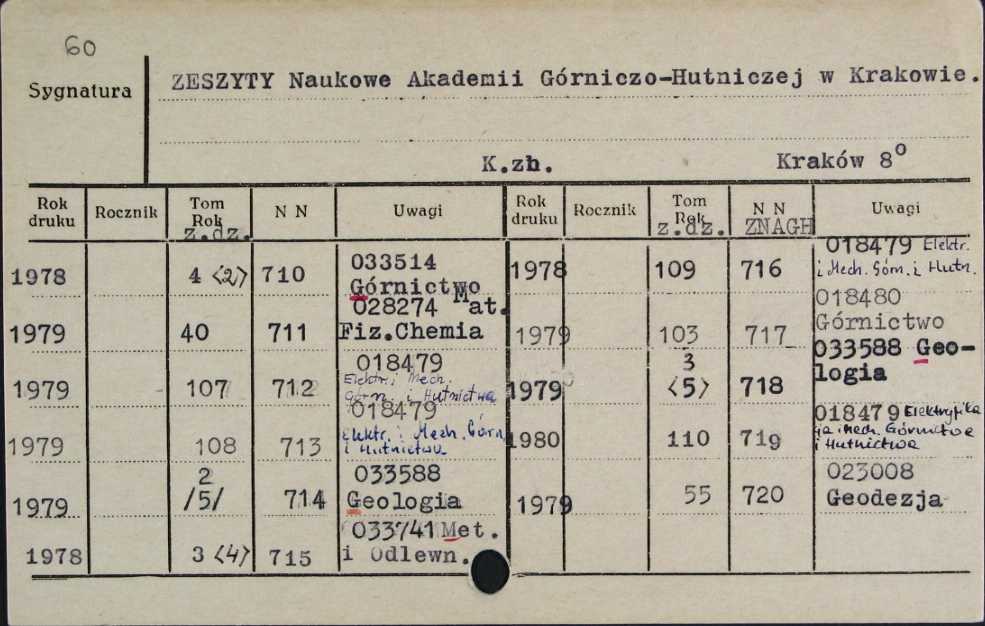 60
Sygnatura
ZESZYTY Naukowe Akademii Górniczo-Hutniczej w Krakowie.
K.zb. Kraków 8°
Rok druku Rocznik Tom Rok z.dz. N N Uwagi
1978 4 <2> 710 033514 Górnictwo
1979 40 711 028274 Mat. Fiz.Chemia
1979 107 712 018479 Elektr. i Mech. Górn. i Hutnictwa
1979 108 713 018479 Elektr. i Mech. Górn. i Hutnictwa
1979 2 /5/ 714 033588 Geologia
1978 3 <4> 715 033741 Met. i Odlewn.
Rok druku Rocznik Tom Rok z.dz. N N ZNAGH Uwagi
1978 109 716 018479 Elektr. i Mech. Górn. i Hutn.
1979 103 717 018480 Górnictwo
1979 3 <5> 718 033588 Geo-
logia
1980 110 719 018479 Elektryfika
cja i Mech. Górnictwa
i Hutnictwa
1979 55 720 023008 Geodezja